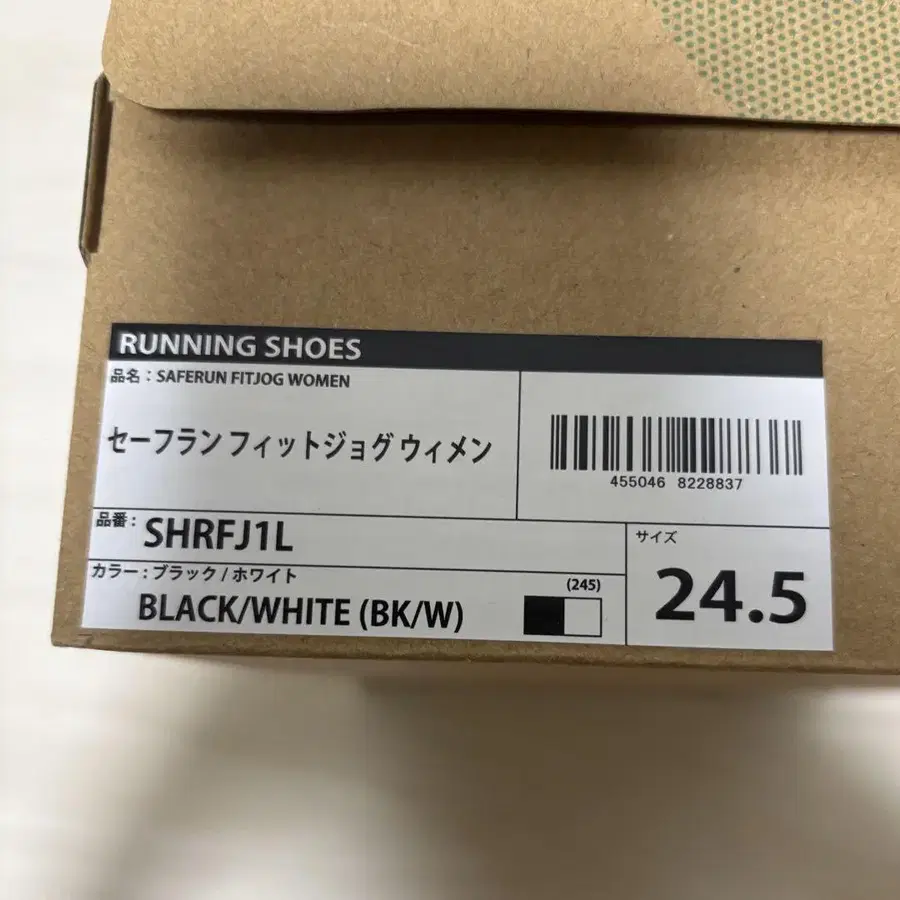 RUNNING SHOES
品名：SAFERUN FITJOG WOMEN
セーフラン フィットジョグ ウィメン
455046 8228837
品番：
SHRFJ1L
サイズ
24.5
カラー：ブラック / ホワイト
(245)
BLACK/WHITE (BK/W)